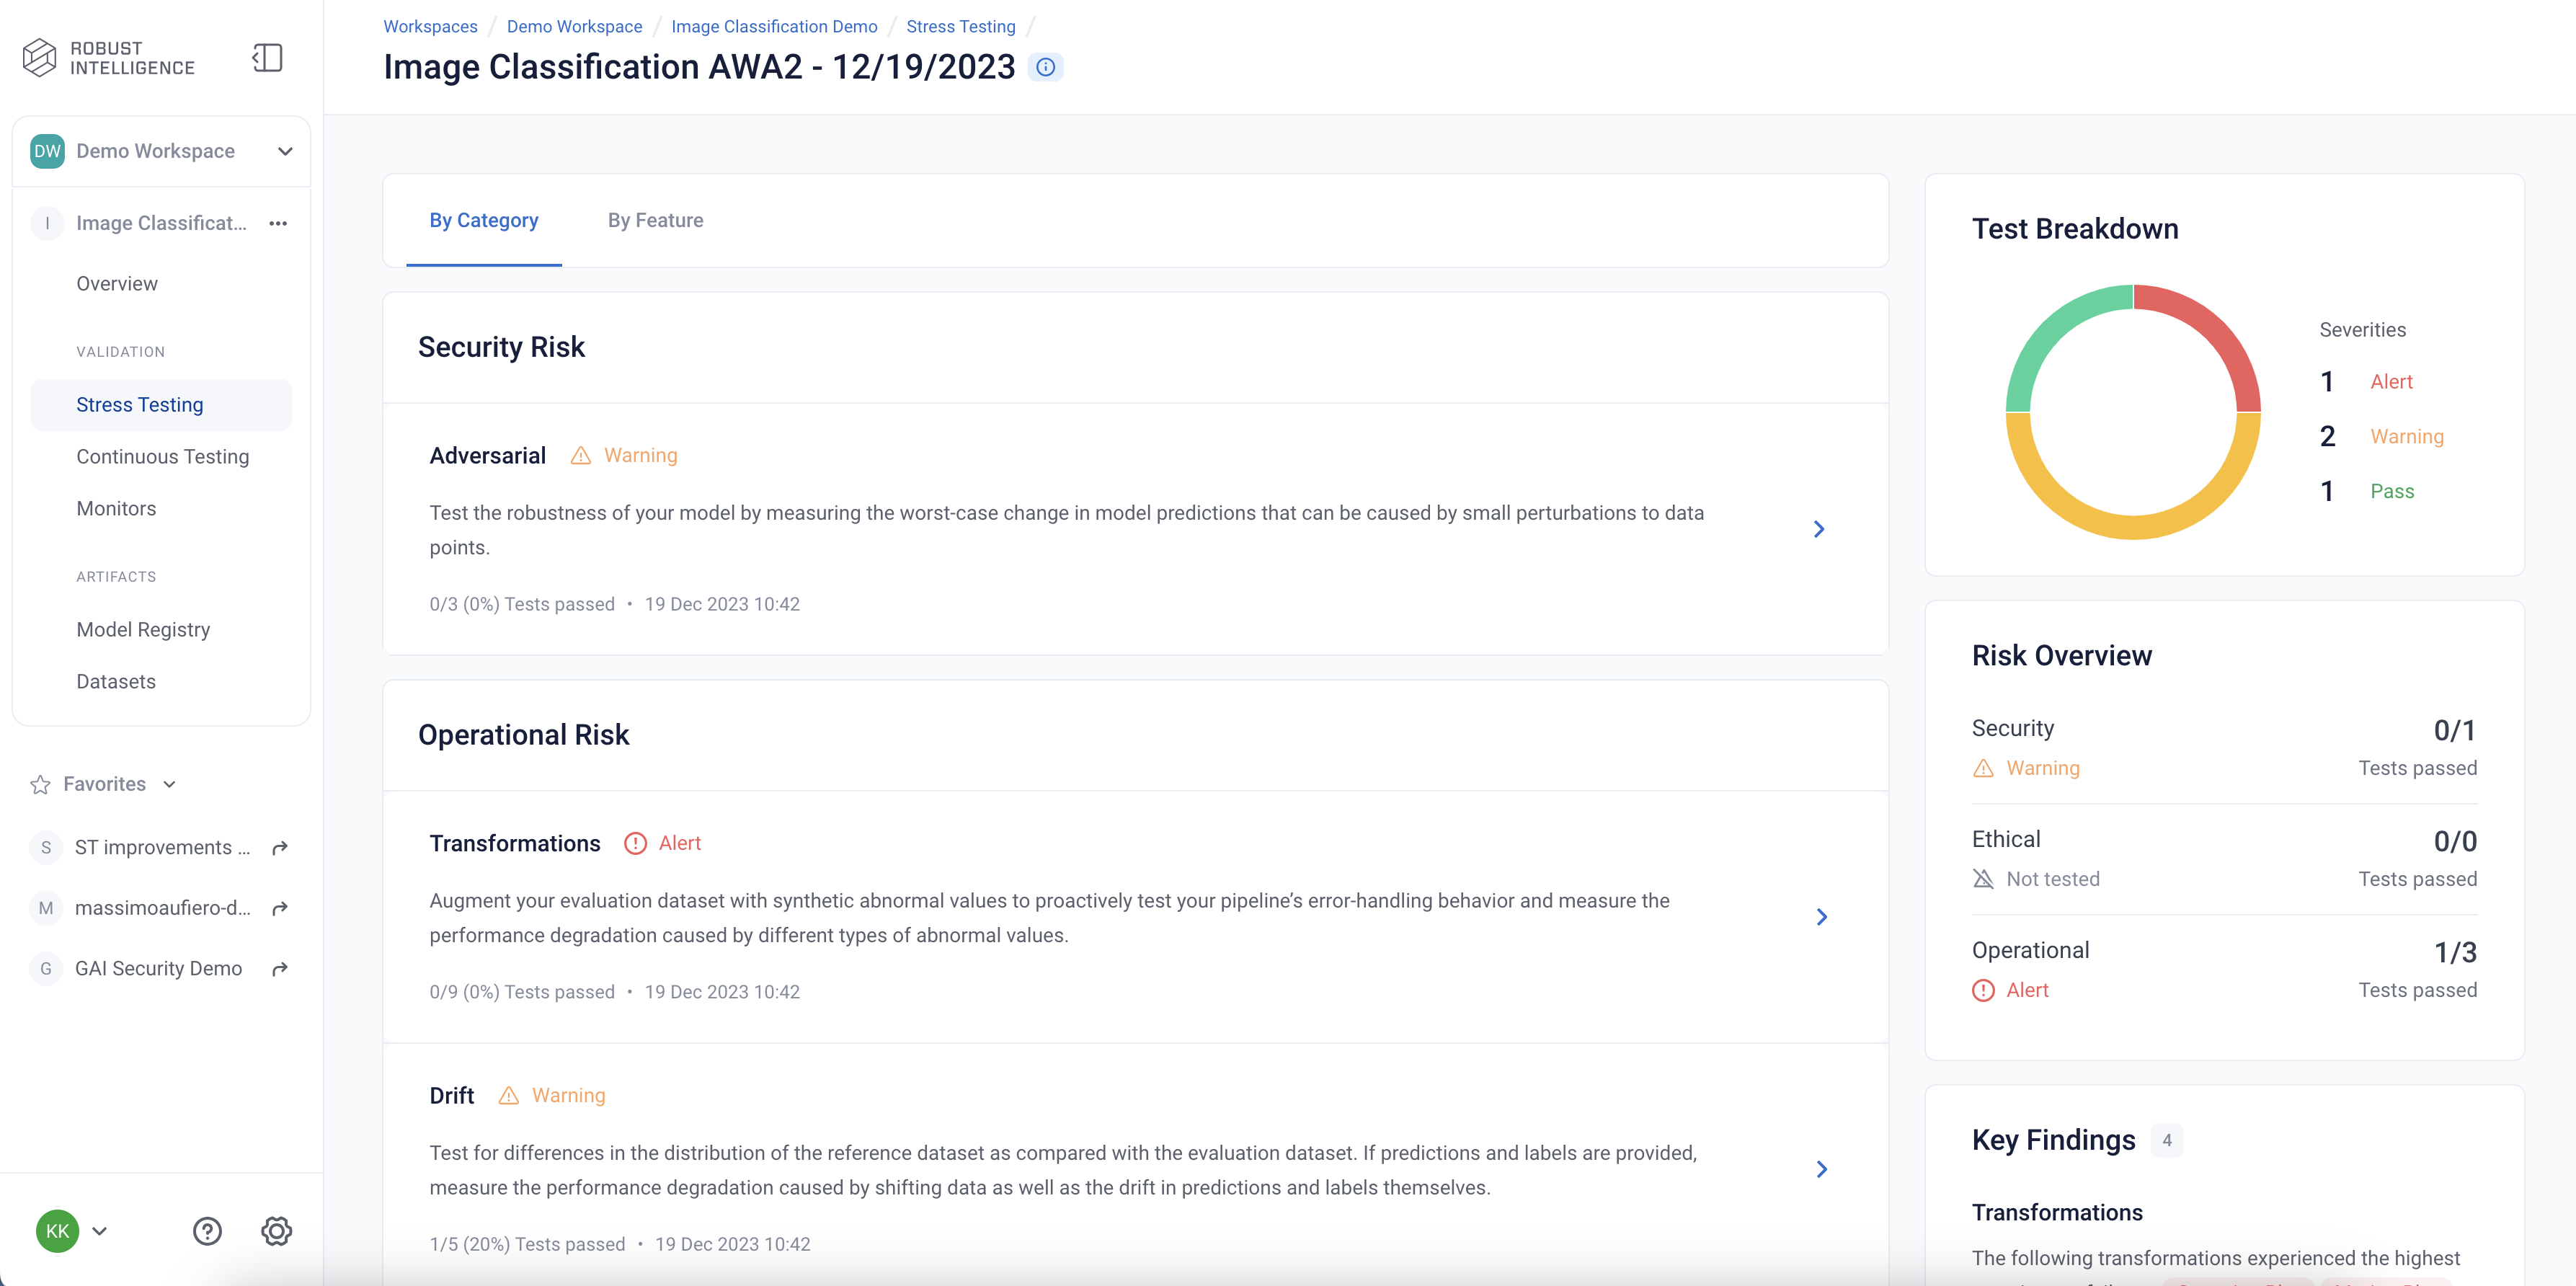 ROBUST
INTELLIGENCE
DW Demo Workspace
I Image Classificat...
Overview
VALIDATION
Stress Testing
Continuous Testing
Monitors
ARTIFACTS
Model Registry
Datasets
Favorites
S ST improvements ...
M massimoaufiero-d...
G GAI Security Demo
KK
Workspaces / Demo Workspace / Image Classification Demo / Stress Testing /
Image Classification AWA2 - 12/19/2023
By Category By Feature
Security Risk
Adversarial Warning
Test the robustness of your model by measuring the worst-case change in model predictions that can be caused by small perturbations to data
points.
0/3 (0%) Tests passed • 19 Dec 2023 10:42
Operational Risk
Transformations Alert
Augment your evaluation dataset with synthetic abnormal values to proactively test your pipeline’s error-handling behavior and measure the
performance degradation caused by different types of abnormal values.
0/9 (0%) Tests passed • 19 Dec 2023 10:42
Drift Warning
Test for differences in the distribution of the reference dataset as compared with the evaluation dataset. If predictions and labels are provided,
measure the performance degradation caused by shifting data as well as the drift in predictions and labels themselves.
1/5 (20%) Tests passed • 19 Dec 2023 10:42
Test Breakdown
Severities
1 Alert
2 Warning
1 Pass
Risk Overview
Security 0/1
Warning Tests passed
Ethical 0/0
Not tested Tests passed
Operational 1/3
Alert Tests passed
Key Findings 4
Transformations
The following transformations experienced the highest